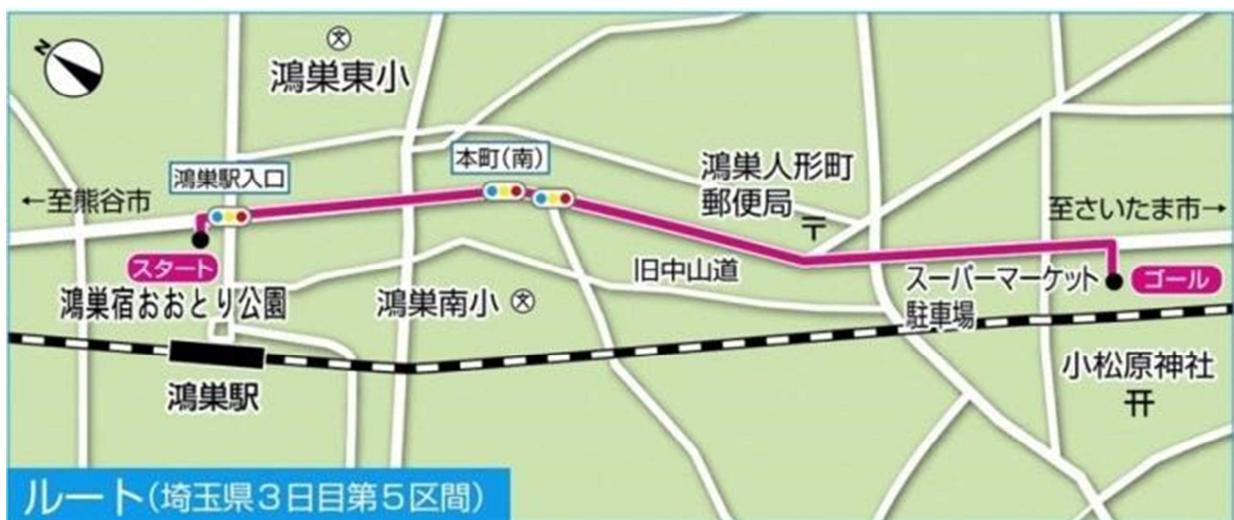 N
鴻巣東小
鴻巣駅入口
本町(南)
鴻巣人形町
郵便局
←至熊谷市
至さいたま市→
スタート
鴻巣宿おおとり公園
鴻巣南小
旧中山道
スーパーマーケット
駐車場
ゴール
鴻巣駅
小松原神社
ルート(埼玉県3日目第5区間)